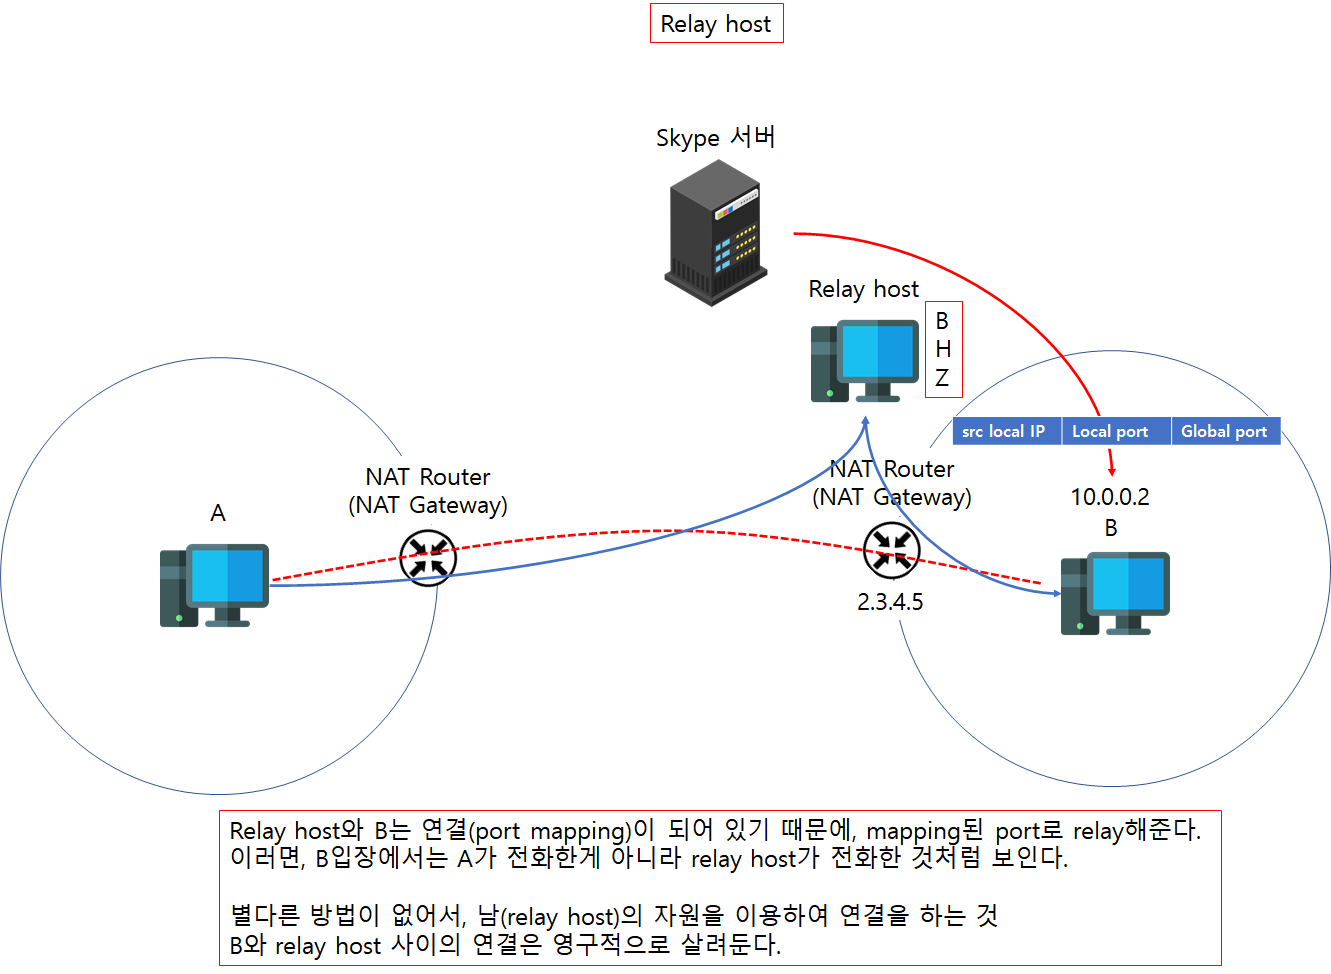 Relay host
Skype 서버
Relay host
B
H
Z
src local IP
Local port
Global port
NAT Router
(NAT Gateway)
NAT Router
(NAT Gateway)
10.0.0.2
B
A
2.3.4.5
Relay host와 B는 연결(port mapping)이 되어 있기 때문에, mapping된 port로 relay해준다.
이러면, B입장에서는 A가 전화한게 아니라 relay host가 전화한 것처럼 보인다.
별다른 방법이 없어서, 남(relay host)의 자원을 이용하여 연결을 하는 것
B와 relay host 사이의 연결은 영구적으로 살려둔다.